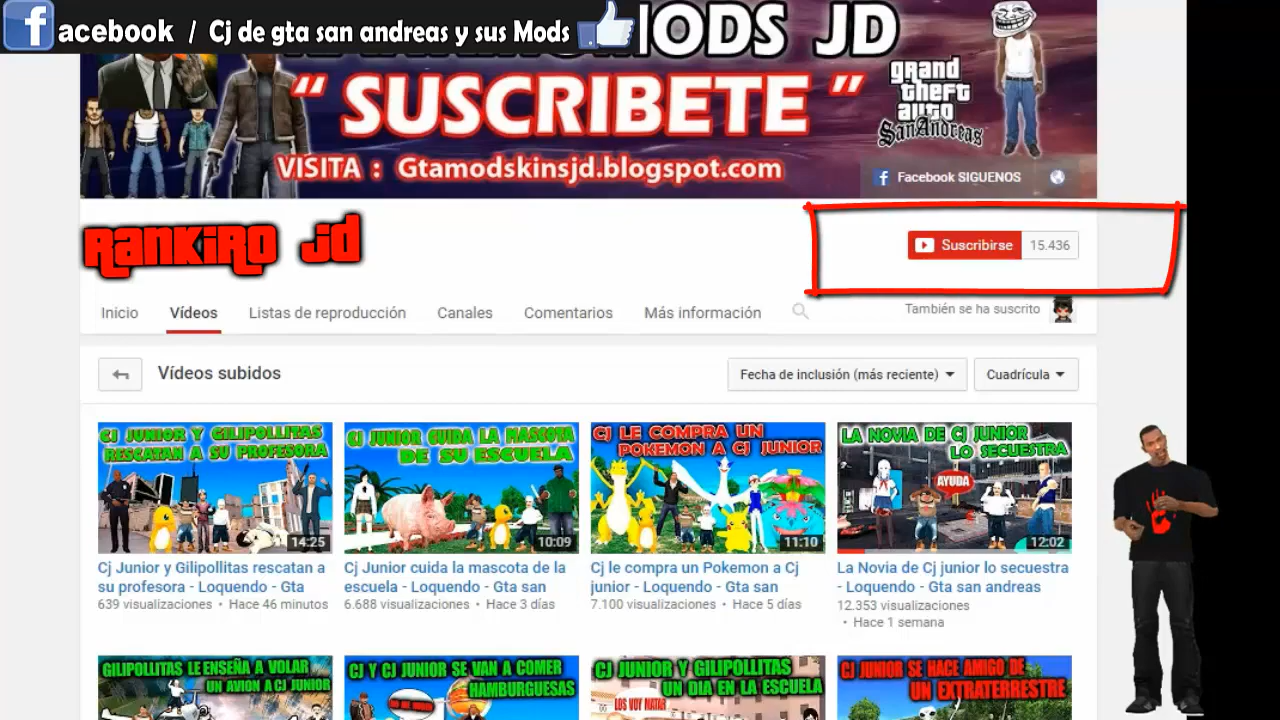 acebook / Cj de gta san andreas y sus Mods
MODS JD
" SUSCRIBETE "
grand
theft
auto
San Andreas
VISITA : Gtamodskinsjd.blogspot.com
Facebook SIGUENOS
RANKIRO JD
Suscribirse 15.436
Inicio Vídeos Listas de reproducción Canales Comentarios Más información
También se ha suscrito
Vídeos subidos
Fecha de inclusión (más reciente) Cuadrícula
CJ JUNIOR Y GILIPOLLITAS
RESCATAN A SU PROFESORA
14:25
CJ JUNIOR CUIDA LA MASCOTA
DE SU ESCUELA
10:09
CJ LE COMPRA UN
POKEMON A CJ JUNIOR
11:10
LA NOVIA DE CJ JUNIOR
LO SECUESTRA
AYUDA
12:02
Cj Junior y Gilipollitas rescatan a
su profesora - Loquendo - Gta
639 visualizaciones • Hace 46 minutos
Cj Junior cuida la mascota de la
escuela - Loquendo - Gta san
6.688 visualizaciones • Hace 3 días
Cj le compra un Pokemon a Cj
junior - Loquendo - Gta san
7.100 visualizaciones • Hace 5 días
La Novia de Cj junior lo secuestra
- Loquendo - Gta san andreas
12.353 visualizaciones
• Hace 1 semana
GILIPOLLITAS LE ENSEÑA A VOLAR
UN AVION A CJ JUNIOR
CJ Y CJ JUNIOR SE VAN A COMER
HAMBURGUESAS
CJ JUNIOR Y GILIPOLLITAS
UN DIA EN LA ESCUELA
LOS VOY MATAR
CJ JUNIOR SE HACE AMIGO DE
UN EXTRATERRESTRE